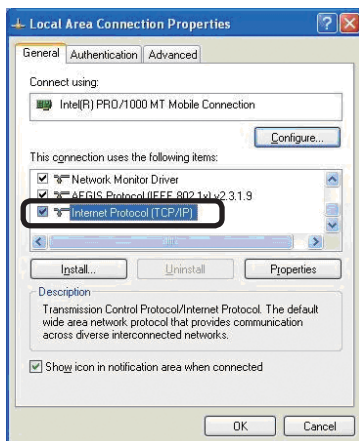 Local Area Connection Properties
General Authentication Advanced
Connect using:
Intel(R) PRO/1000 MT Mobile Connection
Configure...
This connection uses the following items:
Network Monitor Driver
AEGIS Protocol (IEEE 802.1x) v2.3.1.9
Internet Protocol (TCP/IP)
Install... Uninstall Properties
Description
Transmission Control Protocol/Internet Protocol. The default
wide area network protocol that provides communication
across diverse interconnected networks.
Show icon in notification area when connected
OK Cancel